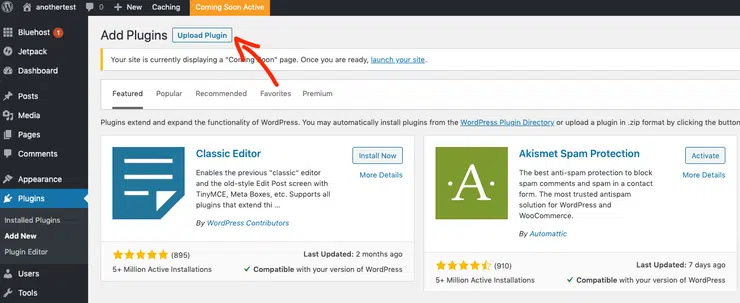 anothertest 7 0 New Caching Coming Soon Active
Bluehost 1
Jetpack
Dashboard
Posts
Media
Pages
Comments
Appearance
Plugins
Installed Plugins
Add New
Plugin Editor
Users
Tools
Add Plugins Upload Plugin
Your site is currently displaying a "Coming Soon" page. Once you are ready, launch your site.
Featured Popular Recommended Favorites Premium
Plugins extend and expand the functionality of WordPress. You may automatically install plugins from the WordPress Plugin Directory or upload a plugin in .zip format by clicking the button
Classic Editor Install Now
More Details
Enables the previous "classic" editor
and the old-style Edit Post screen with
TinyMCE, Meta Boxes, etc. Supports all
plugins that extend thi ...
By WordPress Contributors
(895) Last Updated: 2 months ago
5+ Million Active Installations Compatible with your version of WordPress
·A·
Akismet Spam Protection Activate
More Details
The best anti-spam protection to block
spam comments and spam in a contact
form. The most trusted antispam
solution for WordPress and
WooCommerce.
By Automattic
(910) Last Updated: 7 days ago
5+ Million Active Installations Compatible with your version of WordPress